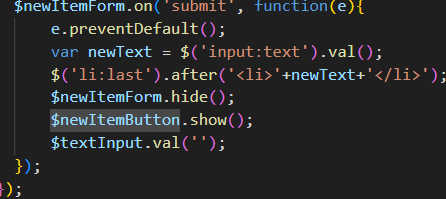 $newItemForm.on('submit', function(e){
e.preventDefault();
var newText = $('input:text').val();
$('li:last').after('<li>'+newText+'</li>');
$newItemForm.hide();
$newItemButton.show();
$textInput.val('');
});
});